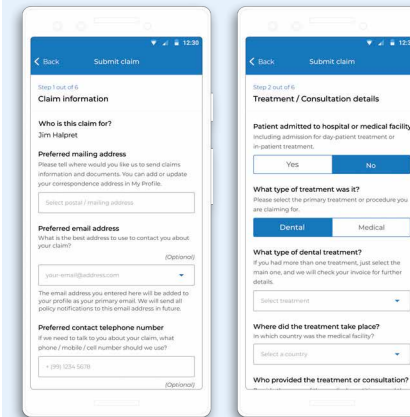 12:30
Back Submit claim
Step 1 out of 6
Claim information
Who is this claim for?
Jim Halpret
Preferred mailing address
Please tell where would you like us to send claims
information and documents. You can add or update
your correspondence address in My Profile.
Select postal / mailing address
Preferred email address
What is the best address to use to contact you about
your claim?
(Optional)
your-email@address.com
The email address you entered here will be added to
your profile as your primary email. We will send all
policy notifications to this email address in future.
Preferred contact telephone number
If we need to talk to you about your claim, what
phone / mobile / cell number should we use?
+ (99) 1234 5678
(Optional)
12:3
Back Submit claim
Step 2 out of 6
Treatment / Consultation details
Patient admitted to hospital or medical facility
Including admission for day-patient treatment or
in-patient treatment.
Yes No
What type of treatment was it?
Please select the primary treatment or procedure you
are claiming for.
Dental Medical
What type of dental treatment?
If you had more than one treatment, just select the
main one, and we will check your invoice for further
details.
Select treatment
Where did the treatment take place?
In which country was the medical facility?
Select a country
Who provided the treatment or consultation?